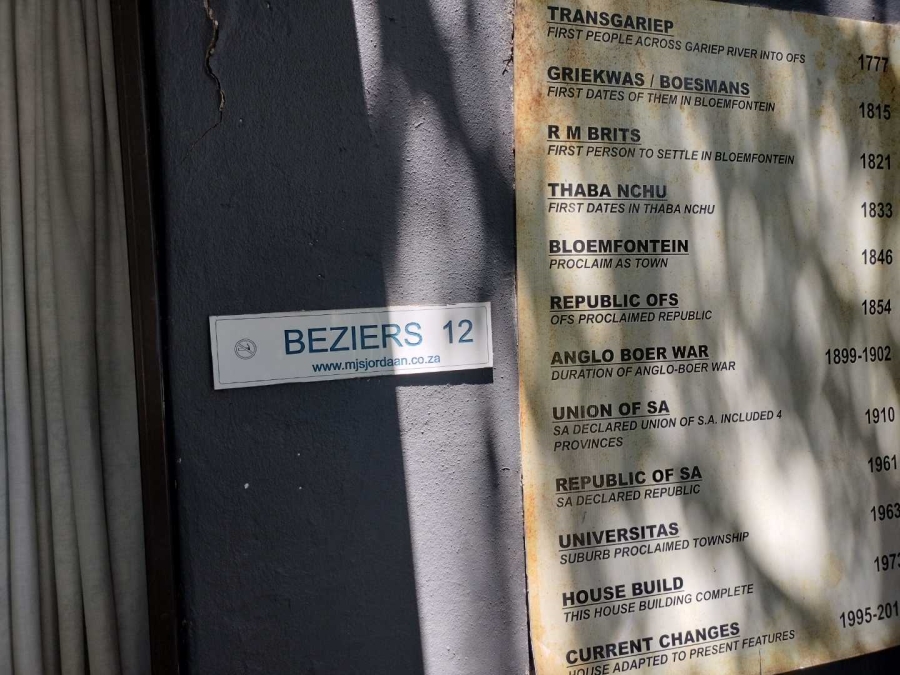 BEZIERS 12
www.mjsjordaan.co.za
TRANSGARIEP
FIRST PEOPLE ACROSS GARIEP RIVER INTO OFS 1777
GRIEKWAS / BOESMANS
FIRST DATES OF THEM IN BLOEMFONTEIN 1815
R M BRITS
FIRST PERSON TO SETTLE IN BLOEMFONTEIN 1821
THABA NCHU
FIRST DATES IN THABA NCHU 1833
BLOEMFONTEIN
PROCLAIM AS TOWN 1846
REPUBLIC OFS
OFS PROCLAIMED REPUBLIC 1854
ANGLO BOER WAR 1899-1902
DURATION OF ANGLO-BOER WAR
UNION OF SA
SA DECLARED UNION OF S.A. INCLUDED 4 1910
PROVINCES
REPUBLIC OF SA 1961
SA DECLARED REPUBLIC
UNIVERSITAS 1963
SUBURB PROCLAIMED TOWNSHIP
HOUSE BUILD 1973
THIS HOUSE BUILDING COMPLETE
CURRENT CHANGES 1995-201
HOUSE ADAPTED TO PRESENT FEATURES